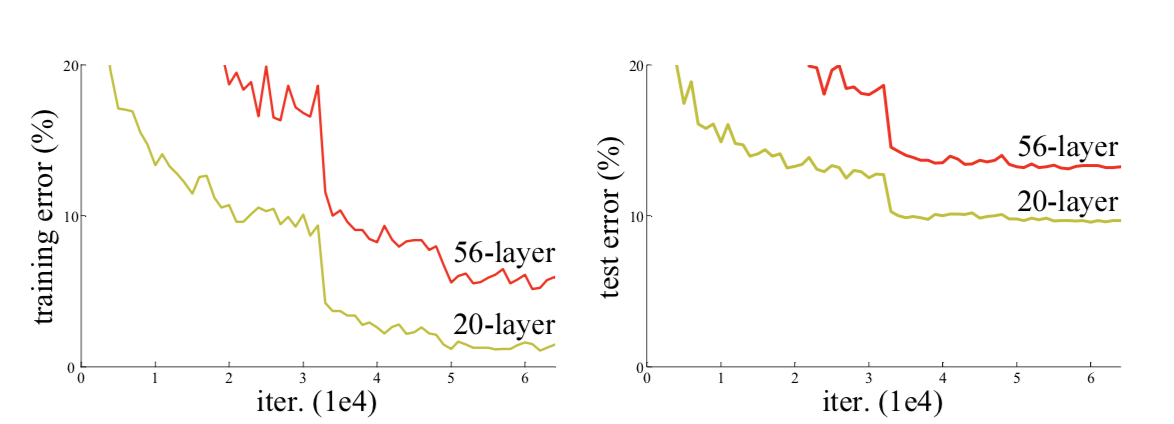 20
10
0
training error (%)
56-layer
20-layer
0 1 2 3 4 5 6
iter. (1e4)
20
10
0
test error (%)
56-layer
20-layer
0 1 2 3 4 5 6
iter. (1e4)